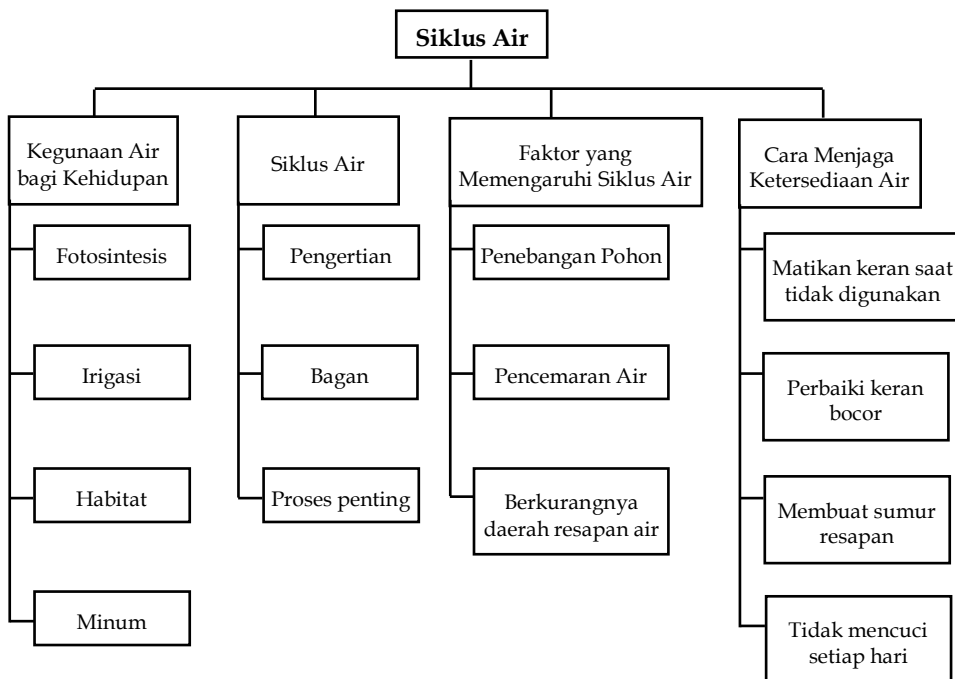 Siklus Air
Kegunaan Air
bagi Kehidupan
Fotosintesis
Irigasi
Habitat
Minum
Siklus Air
Pengertian
Bagan
Proses penting
Faktor yang
Memengaruhi Siklus Air
Penebangan Pohon
Pencemaran Air
Berkurangnya
daerah resapan air
Cara Menjaga
Ketersediaan Air
Matikan keran saat
tidak digunakan
Perbaiki keran
bocor
Membuat sumur
resapan
Tidak mencuci
setiap hari